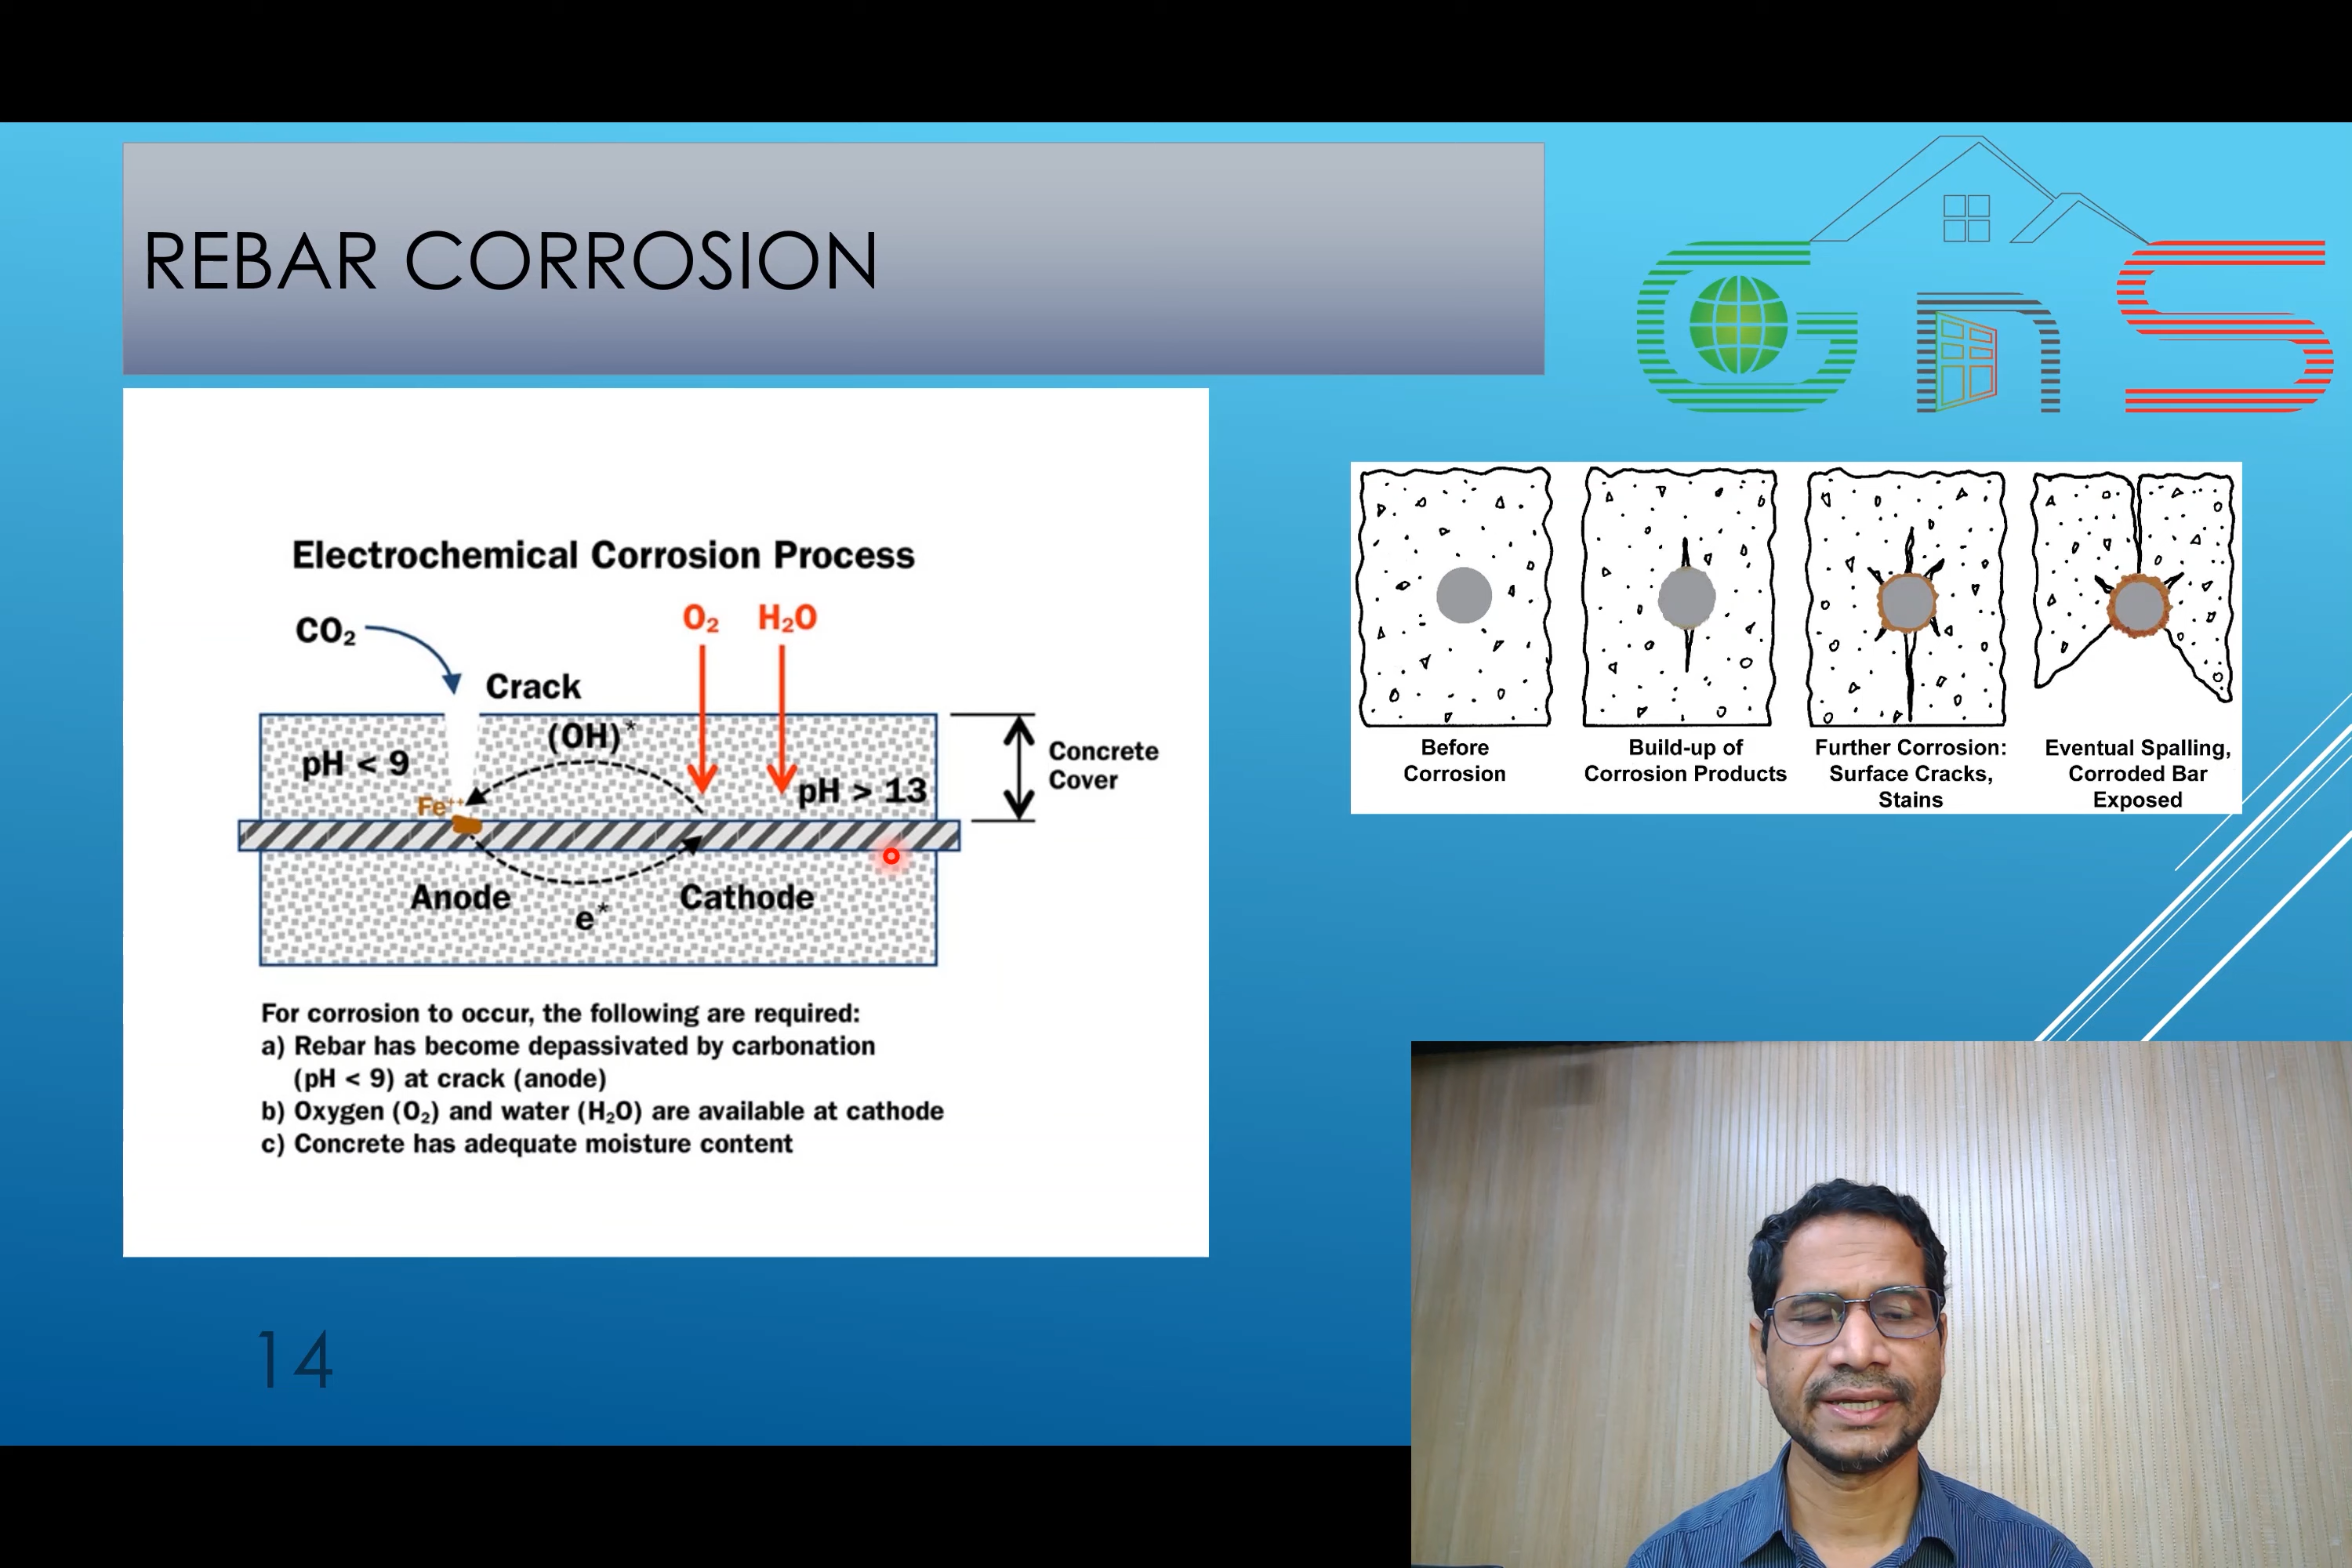 REBAR CORROSION
GnS
Electrochemical Corrosion Process
CO₂
O₂ H₂O
Crack
(OH)*
pH < 9
pH > 13
Fe⁺⁺
Concrete
Cover
Anode
Cathode
e*
For corrosion to occur, the following are required:
a) Rebar has become depassivated by carbonation
(pH < 9) at crack (anode)
b) Oxygen (O₂) and water (H₂O) are available at cathode
c) Concrete has adequate moisture content
Before
Corrosion
Build-up of
Corrosion Products
Further Corrosion:
Surface Cracks,
Stains
Eventual Spalling,
Corroded Bar
Exposed
14